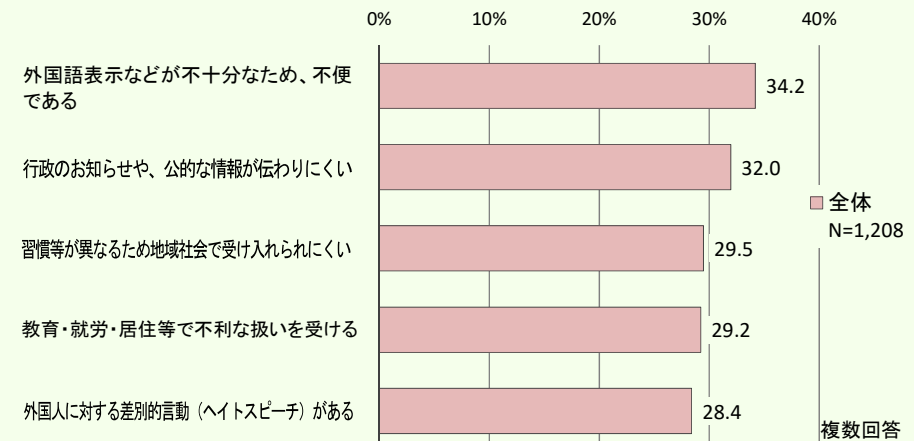 0% 10% 20% 30% 40%
外国語表示などが不十分なため、不便
である
34.2
行政のお知らせや、公的な情報が伝わりにくい
32.0
全体
N=1,208
習慣等が異なるため地域社会で受け入れられにくい
29.5
教育・就労・居住等で不利な扱いを受ける
29.2
外国人に対する差別的言動（ヘイトスピーチ）がある
28.4
複数回答